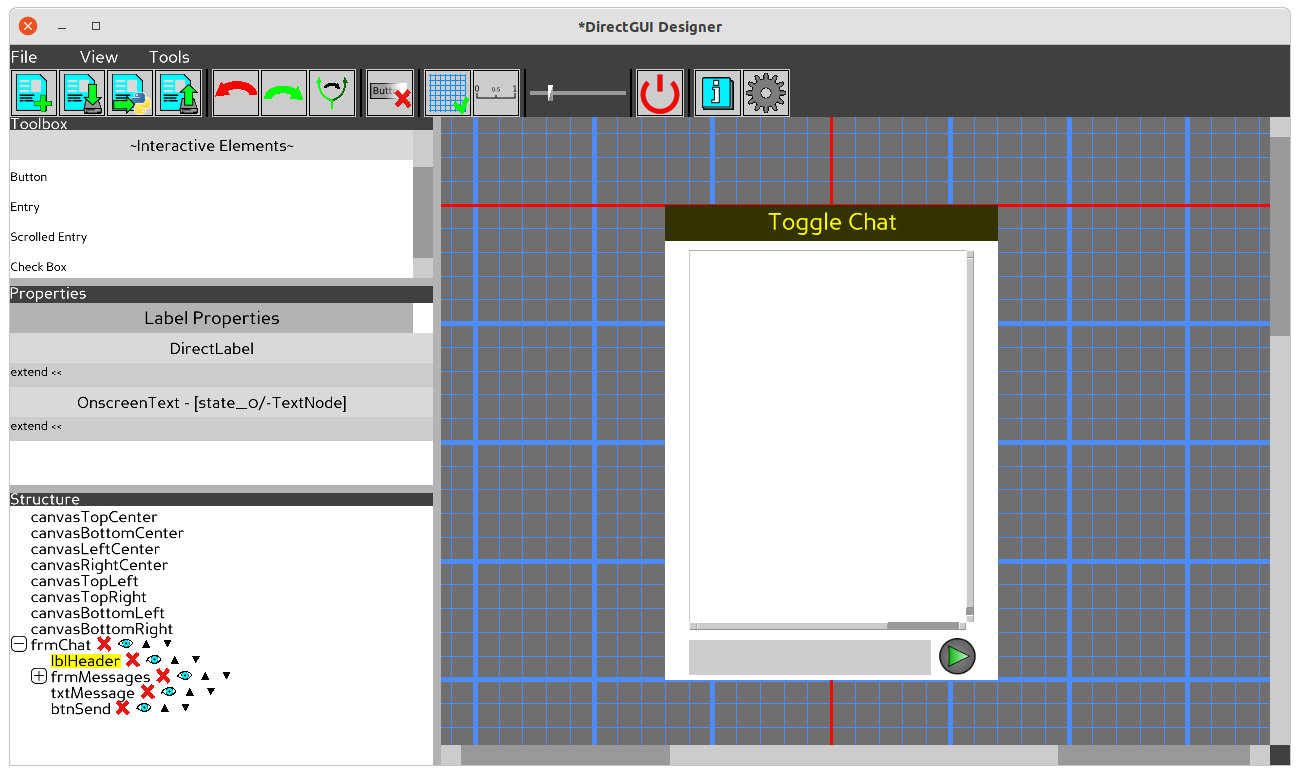 *DirectGUI Designer
File View Tools
Button
0 0.5 1
i
Toolbox
~Interactive Elements~
Button
Entry
Scrolled Entry
Check Box
Properties
Label Properties
DirectLabel
extend <<
OnscreenText - [state_0/-TextNode]
extend <<
Structure
canvasTopCenter
canvasBottomCenter
canvasLeftCenter
canvasRightCenter
canvasTopLeft
canvasTopRight
canvasBottomLeft
canvasBottomRight
frmChat
lblHeader
frmMessages
txtMessage
btnSend
Toggle Chat